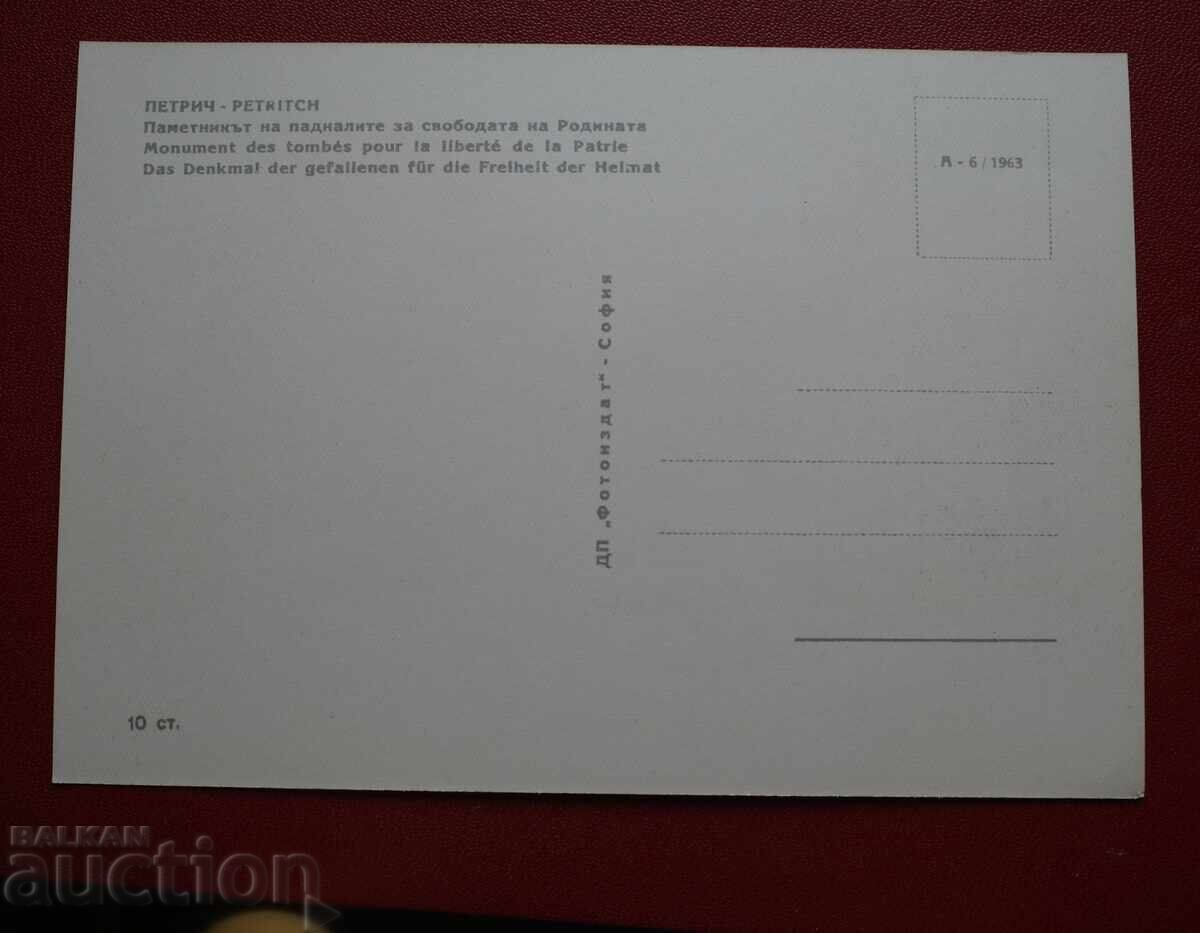 ПЕТРИЧ - PETRITCH
Паметникът на падналите за свободата на Родината
Monument des tombés pour la liberté de la Patrie
Das Denkmal der gefallenen für die Freiheit der Heimat
А - 6 / 1963
ДП „Фотоиздат“ - София
10 ст.
BALKAN
auction